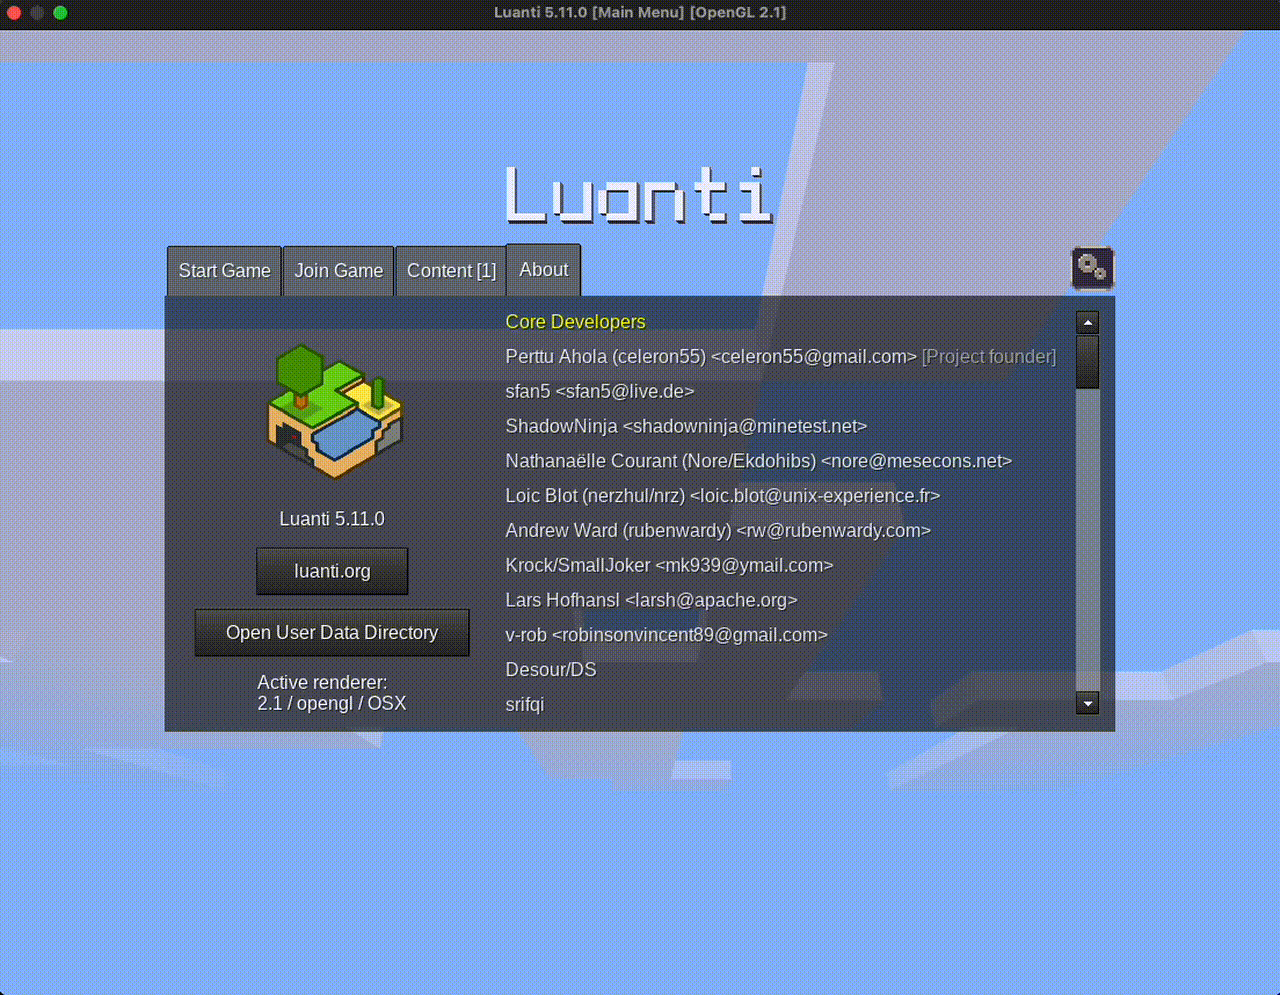 Luanti 5.11.0 [Main Menu] [OpenGL 2.1]
Luanti
Start Game
Join Game
Content [1]
About
Luanti 5.11.0
luanti.org
Open User Data Directory
Active renderer:
2.1 / opengl / OSX
Core Developers
Perttu Ahola (celeron55) <celeron55@gmail.com> [Project founder]
sfan5 <sfan5@live.de>
ShadowNinja <shadowninja@minetest.net>
Nathanaëlle Courant (Nore/Ekdohibs) <nore@mesecons.net>
Loic Blot (nerzhul/nrz) <loic.blot@unix-experience.fr>
Andrew Ward (rubenwardy) <rw@rubenwardy.com>
Krock/SmallJoker <mk939@ymail.com>
Lars Hofhansl <larsh@apache.org>
v-rob <robinsonvincent89@gmail.com>
Desour/DS
srifqi